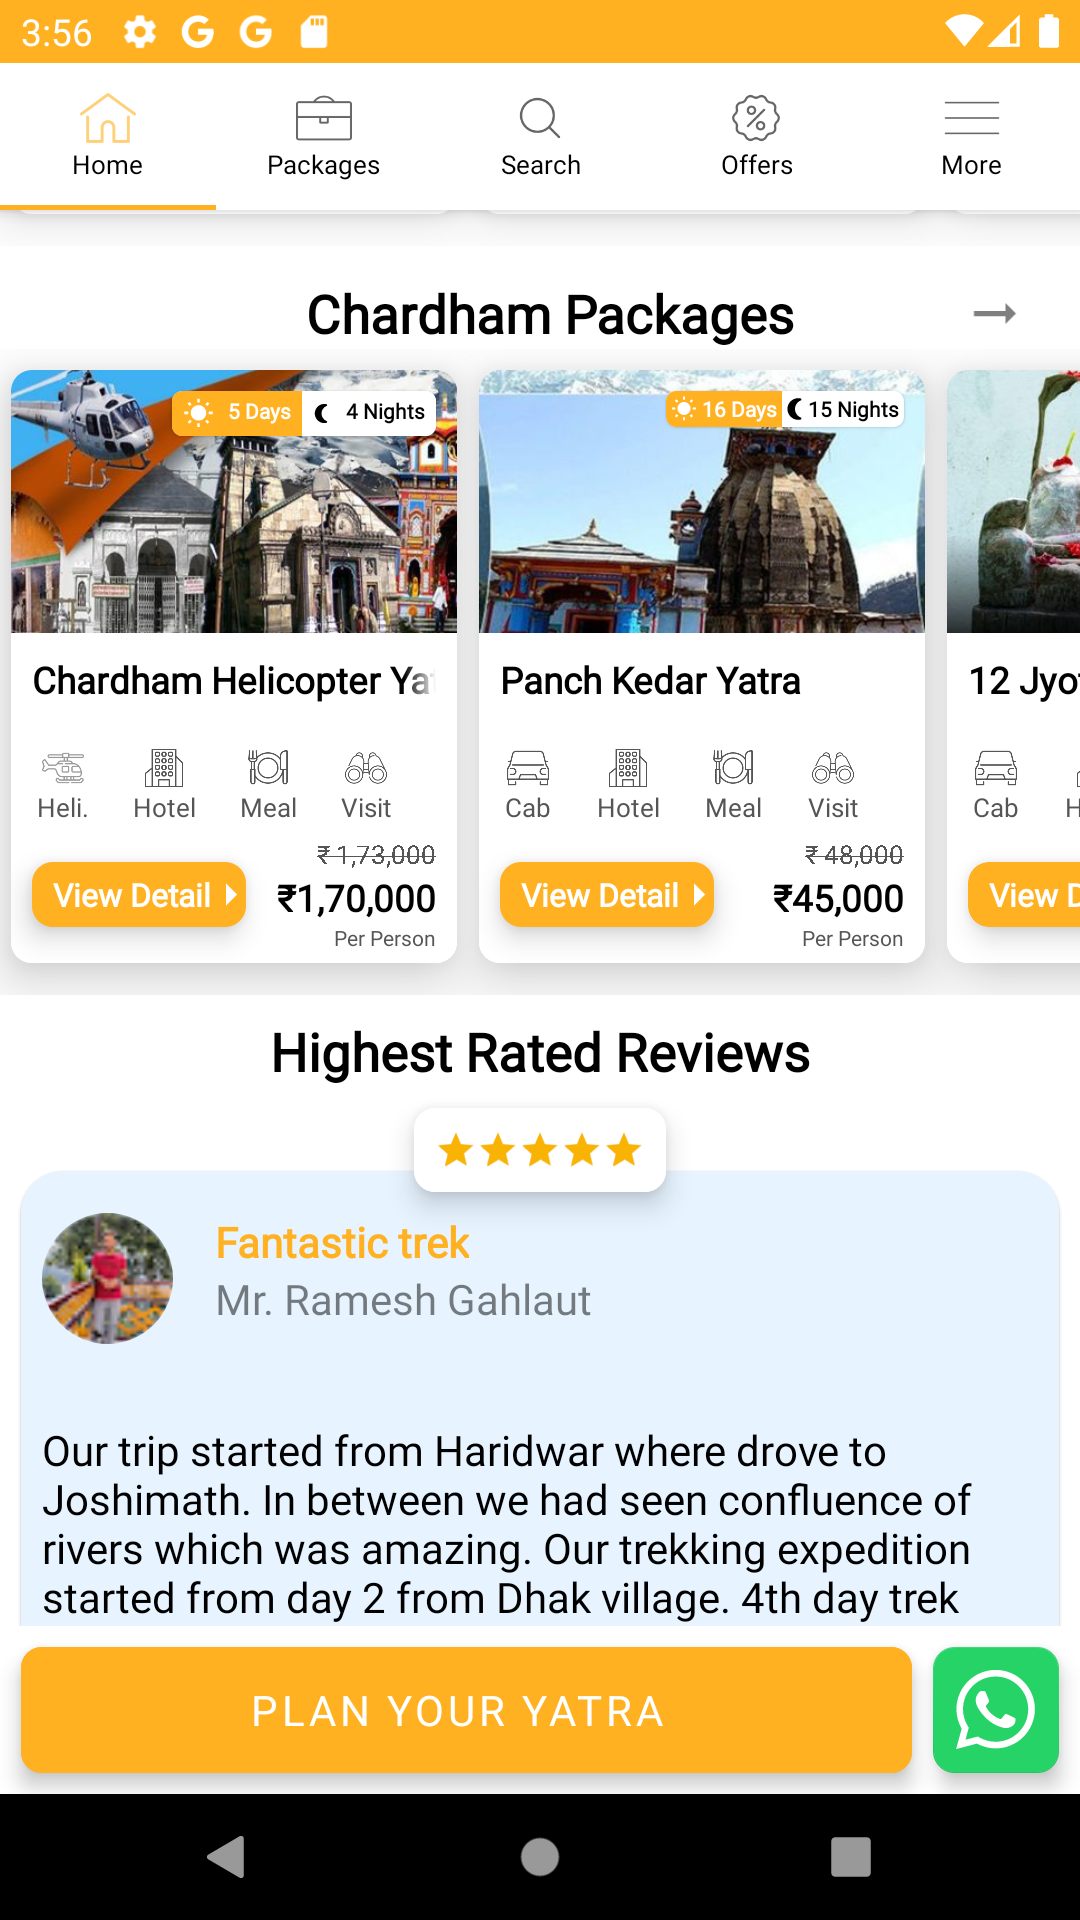 3:56
Home
Packages
Search
Offers
More
Chardham Packages
5 Days
4 Nights
16 Days
15 Nights
Chardham Helicopter Ya
Panch Kedar Yatra
12 Jyo
Heli.
Hotel
Meal
Visit
Cab
Hotel
Meal
Visit
Cab
H
₹ 1,73,000
₹ 48,000
View Detail
₹1,70,000
View Detail
₹45,000
View D
Per Person
Per Person
Highest Rated Reviews
Fantastic trek
Mr. Ramesh Gahlaut
Our trip started from Haridwar where drove to
Joshimath. In between we had seen confluence of
rivers which was amazing. Our trekking expedition
started from day 2 from Dhak village. 4th day trek
PLAN YOUR YATRA